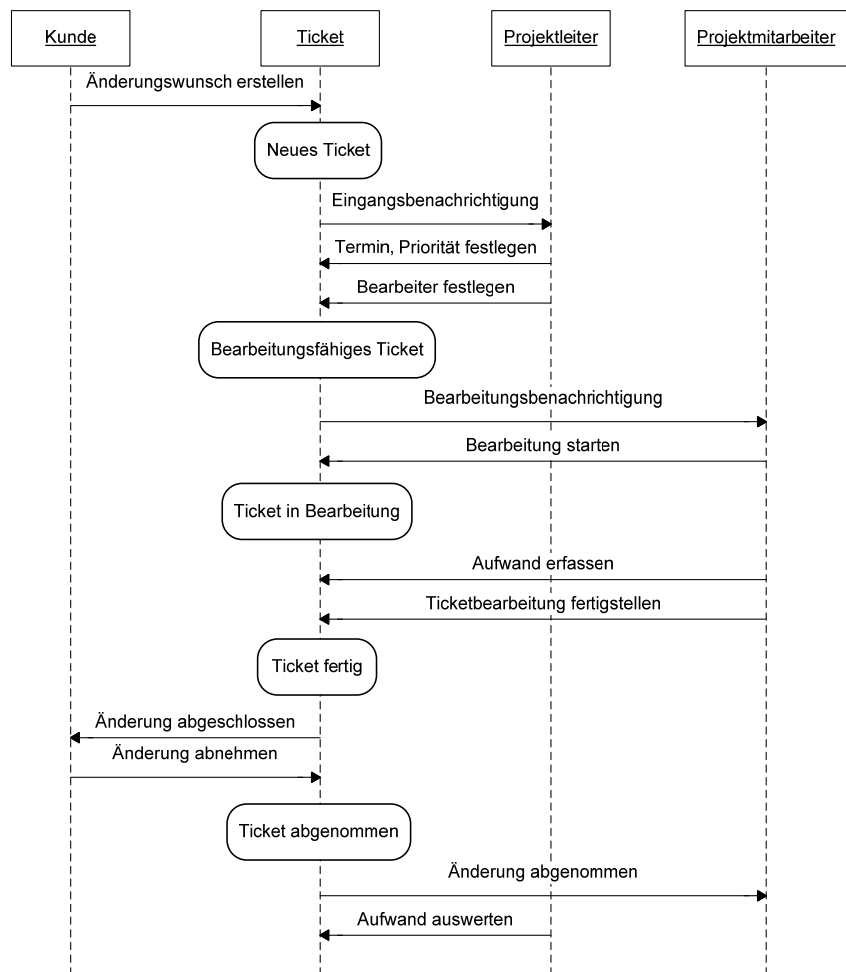 Kunde
Ticket
Projektleiter
Projektmitarbeiter
Änderungswunsch erstellen
Neues Ticket
Eingangsbenachrichtigung
Termin, Priorität festlegen
Bearbeiter festlegen
Bearbeitungsfähiges Ticket
Bearbeitungsbenachrichtigung
Bearbeitung starten
Ticket in Bearbeitung
Aufwand erfassen
Ticketbearbeitung fertigstellen
Ticket fertig
Änderung abgeschlossen
Änderung abnehmen
Ticket abgenommen
Änderung abgenommen
Aufwand auswerten